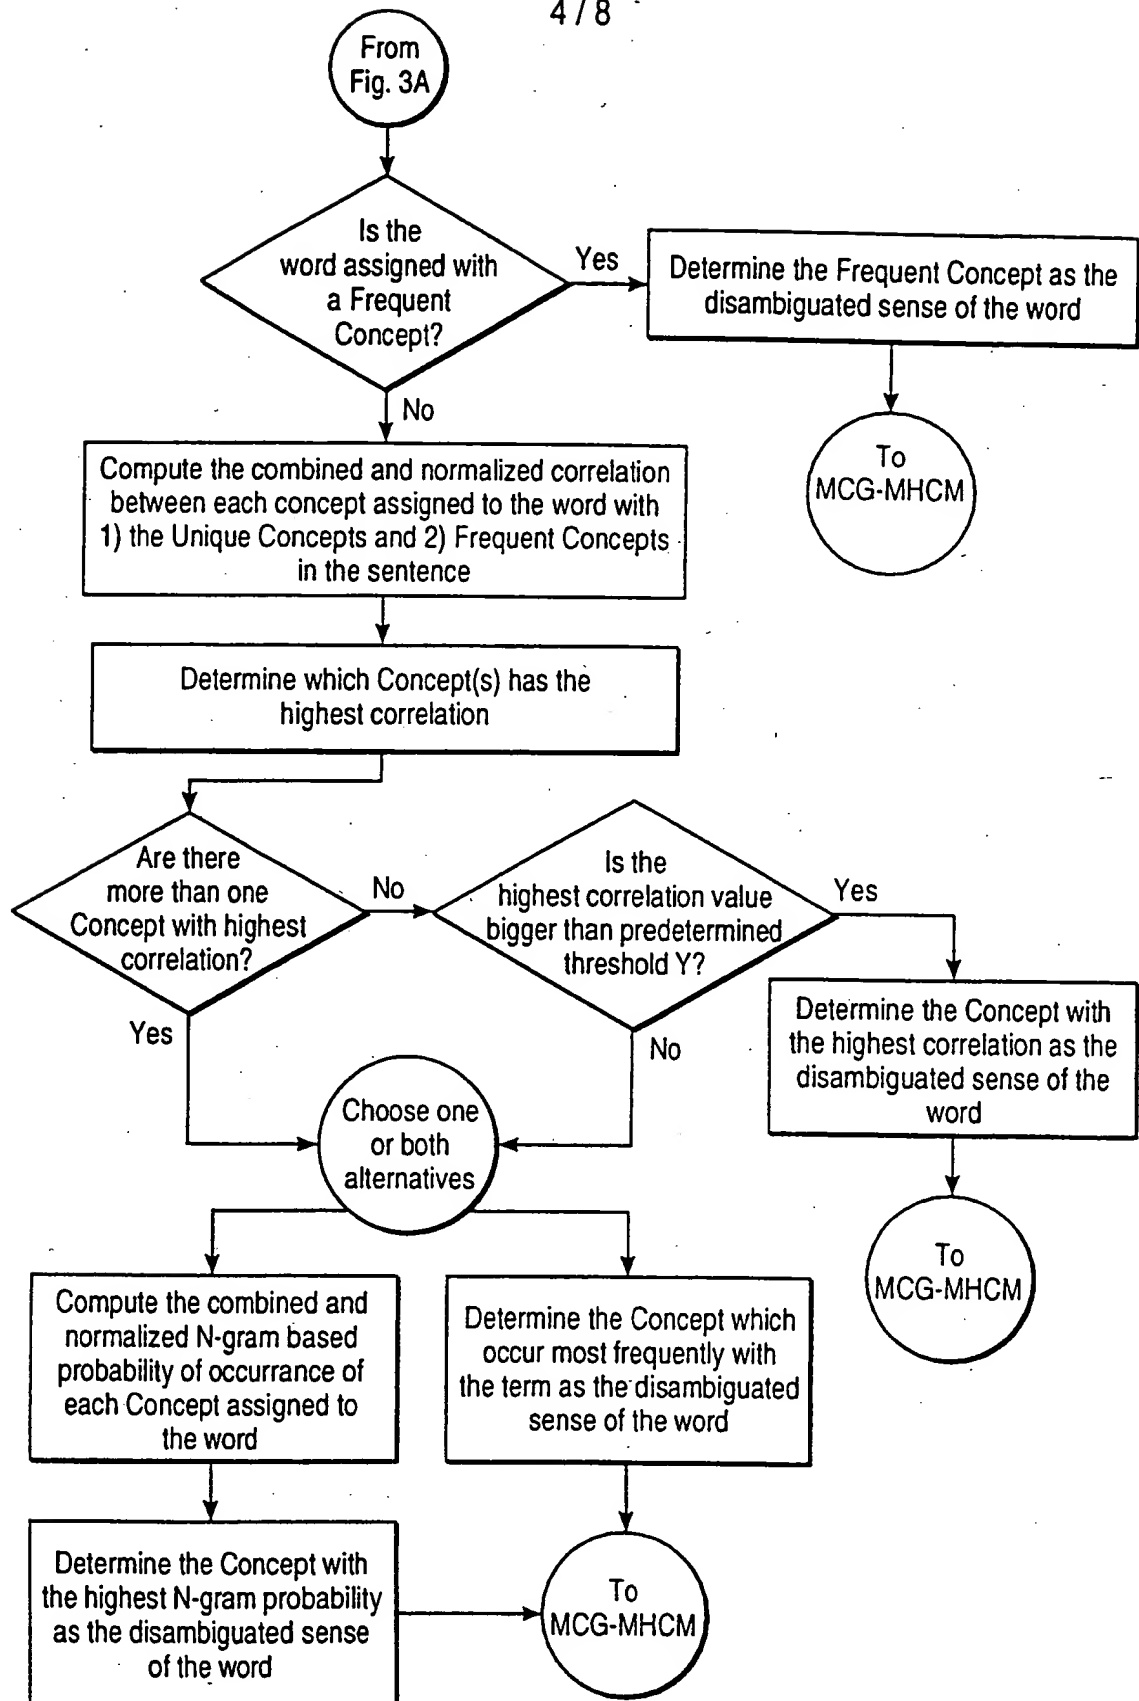 4 / 8
From
Fig. 3A
Is the
word assigned with
a Frequent
Concept?
Yes
Determine the Frequent Concept as the
disambiguated sense of the word
No
To
MCG-MHCM
Compute the combined and normalized correlation
between each concept assigned to the word with
1) the Unique Concepts and 2) Frequent Concepts
in the sentence
Determine which Concept(s) has the
highest correlation
Are there
more than one
Concept with highest
correlation?
No
Is the
highest correlation value
bigger than predetermined
threshold Y?
Yes
Yes
No
Determine the Concept with
the highest correlation as the
disambiguated sense of the
word
Choose one
or both
alternatives
To
MCG-MHCM
Compute the combined and
normalized N-gram based
probability of occurrance of
each Concept assigned to
the word
Determine the Concept which
occur most frequently with
the term as the disambiguated
sense of the word
Determine the Concept with
the highest N-gram probability
as the disambiguated sense
of the word
To
MCG-MHCM